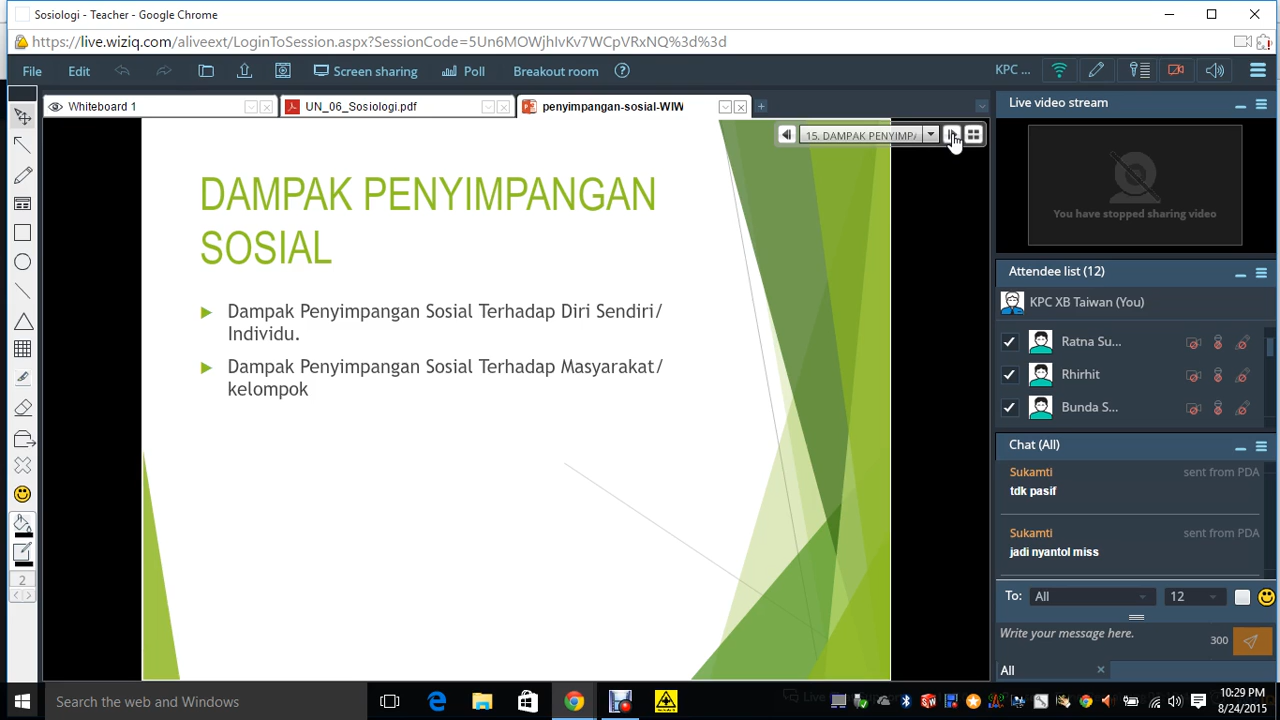 Sosiologi - Teacher - Google Chrome
https://live.wiziq.com/aliveext/LoginToSession.aspx?SessionCode=5Un6MOWjhIvKv7WCpVRxNQ%3d%3d
File Edit Screen sharing Poll Breakout room KPC ...
Whiteboard 1 UN_06_Sosiologi.pdf penyimpangan-sosial-WIW
15. DAMPAK PENYIMP
DAMPAK PENYIMPANGAN
SOSIAL
Dampak Penyimpangan Sosial Terhadap Diri Sendiri/
Individu.
Dampak Penyimpangan Sosial Terhadap Masyarakat/
kelompok
2
Live video stream
You have stopped sharing video
Attendee list (12)
KPC XB Taiwan (You)
Ratna Su...
Rhirhit
Bunda S...
Chat (All)
Sukamti sent from PDA
tdk pasif
Sukamti sent from PDA
jadi nyantol miss
To: All 12
Write your message here. 300
All
Search the web and Windows
10:29 PM
8/24/2015